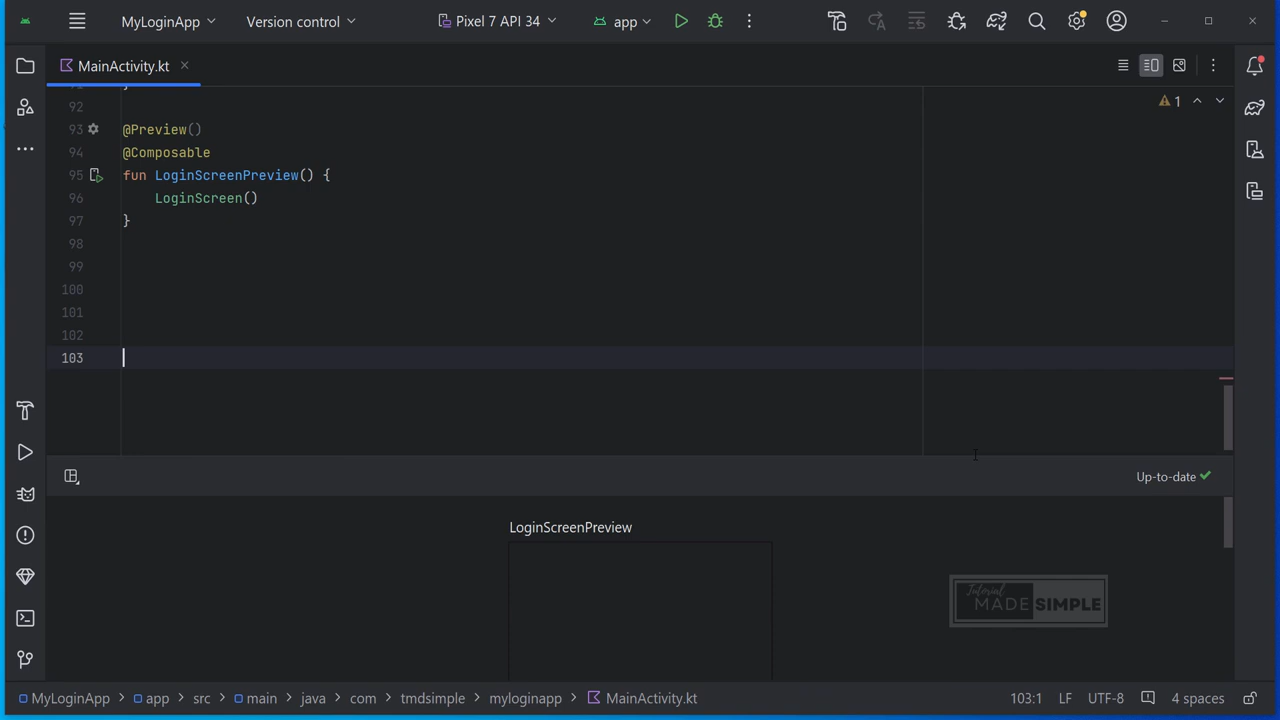 MyLoginApp Version control Pixel 7 API 34 app
MainActivity.kt
92
1
93 @Preview()
94 @Composable
95 fun LoginScreenPreview() {
96 LoginScreen()
97 }
98
99
100
101
102
103
Up-to-date
LoginScreenPreview
Tutorial
MADE SIMPLE
MyLoginApp > app > src > main > java > com > tmdsimple > myloginapp > MainActivity.kt 103:1 LF UTF-8 4 spaces